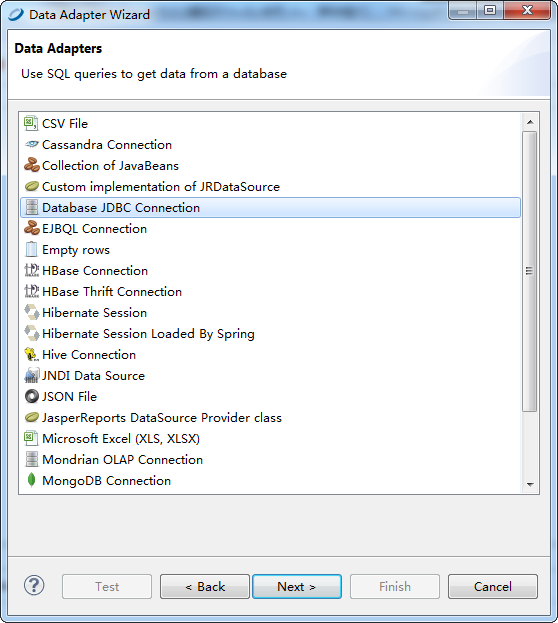 Data Adapter Wizard
Data Adapters
Use SQL queries to get data from a database
CSV File
Cassandra Connection
Collection of JavaBeans
Custom implementation of JRDataSource
Database JDBC Connection
EJBQL Connection
Empty rows
HBase Connection
HBase Thrift Connection
Hibernate Session
Hibernate Session Loaded By Spring
Hive Connection
JNDI Data Source
JSON File
JasperReports DataSource Provider class
Microsoft Excel (XLS, XLSX)
Mondrian OLAP Connection
MongoDB Connection
? Test < Back Next > Finish Cancel